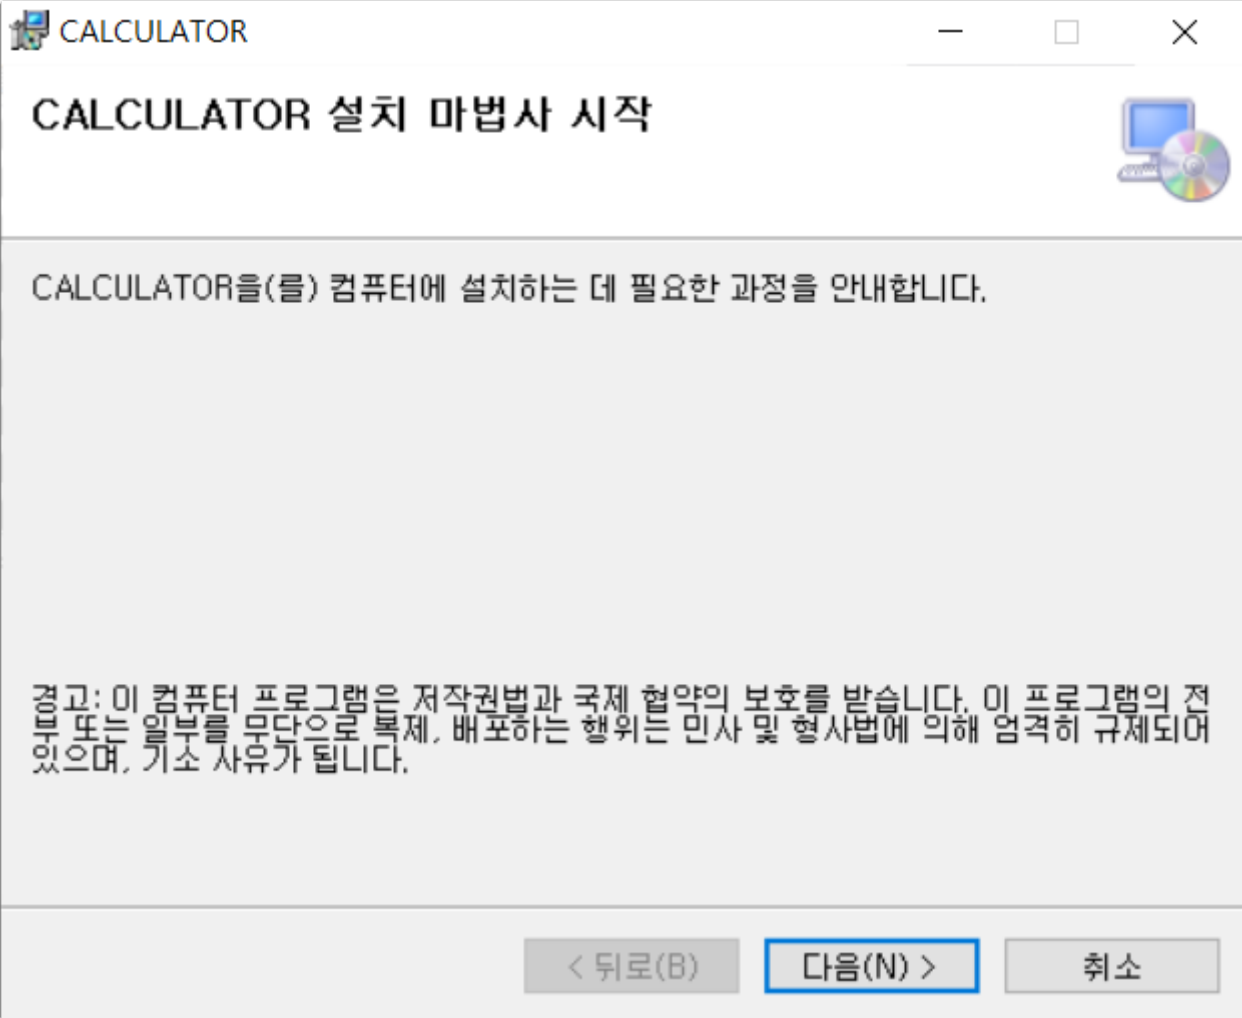 CALCULATOR
CALCULATOR 설치 마법사 시작
CALCULATOR을(를) 컴퓨터에 설치하는 데 필요한 과정을 안내합니다.
경고: 이 컴퓨터 프로그램은 저작권법과 국제 협약의 보호를 받습니다. 이 프로그램의 전
부 또는 일부를 무단으로 복제, 배포하는 행위는 민사 및 형사법에 의해 엄격히 규제되어
있으며, 기소 사유가 됩니다.
< 뒤로(B)
다음(N) >
취소